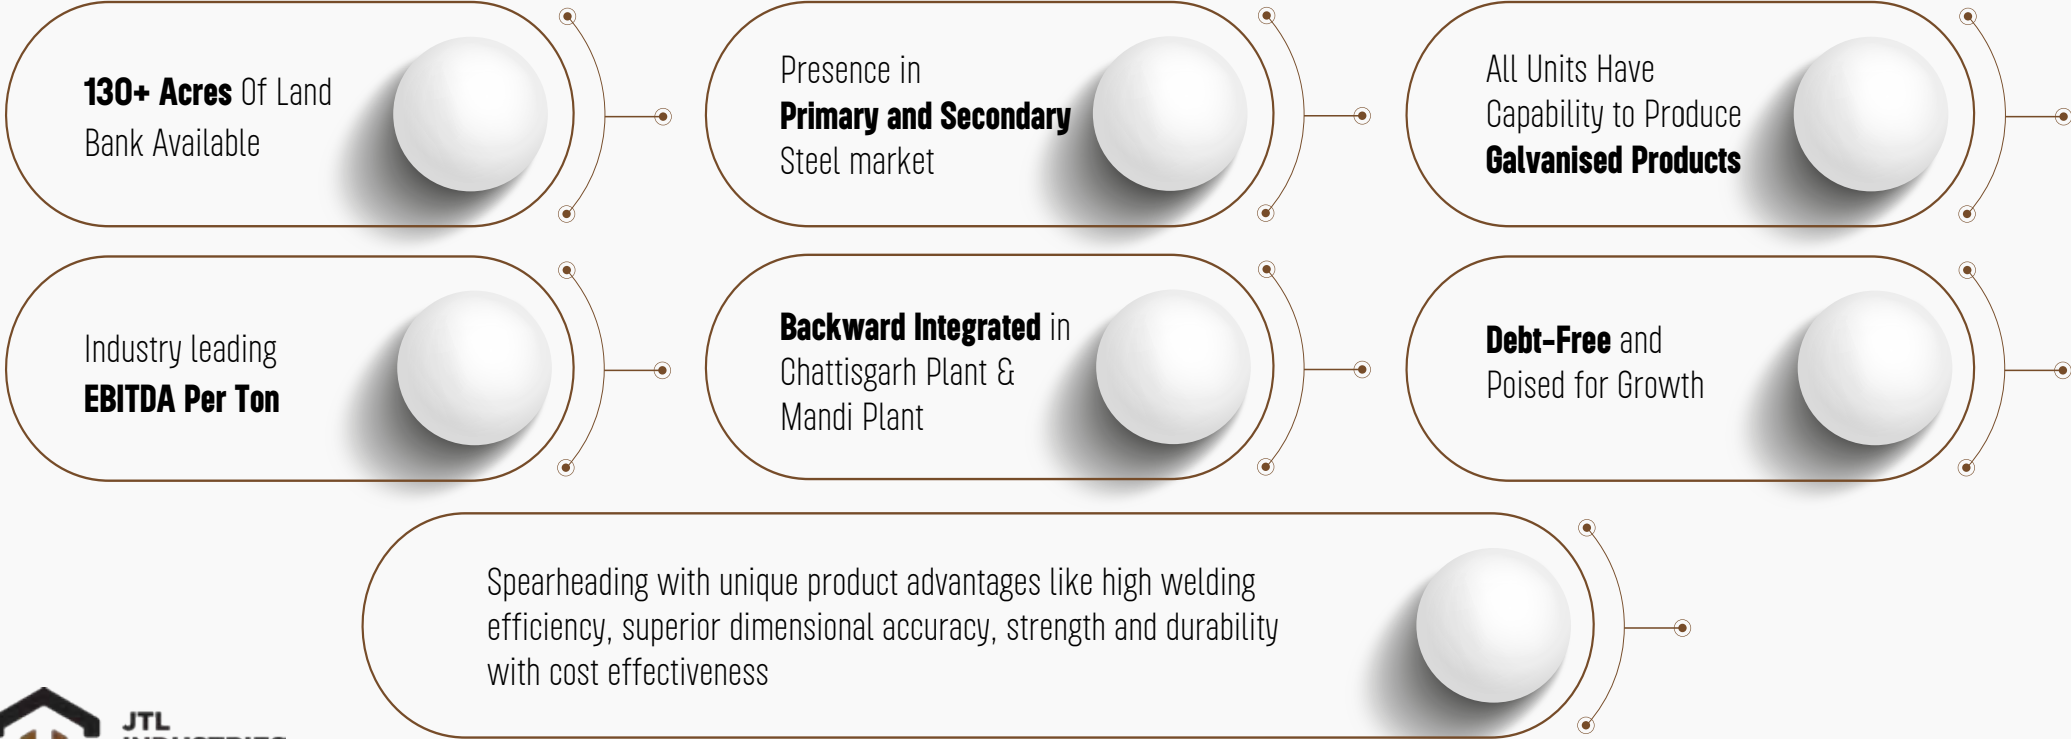 130+ Acres Of Land
Bank Available
Presence in
Primary and Secondary
Steel market
All Units Have
Capability to Produce
Galvanised Products
Industry leading
EBITDA Per Ton
Backward Integrated in
Chattisgarh Plant &
Mandi Plant
Debt-Free and
Poised for Growth
Spearheading with unique product advantages like high welding
efficiency, superior dimensional accuracy, strength and durability
with cost effectiveness
JTL